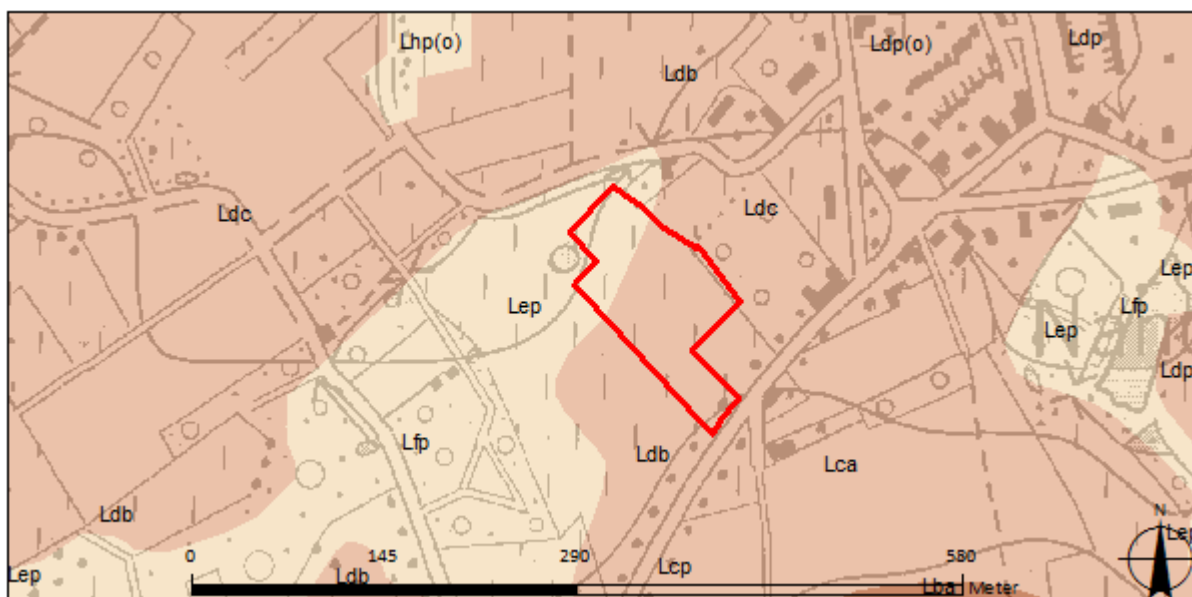 Lhp(o)
Ldp(o)
Ldp
Ldb
Ldc
Ldc
Lep
Lep
Lfp
Lep
Ldp
Lfp
Ldb
Lca
Ldb
0 145 290 580
Meter
N
Lep
Lep
Ldb
Lcp
Lba